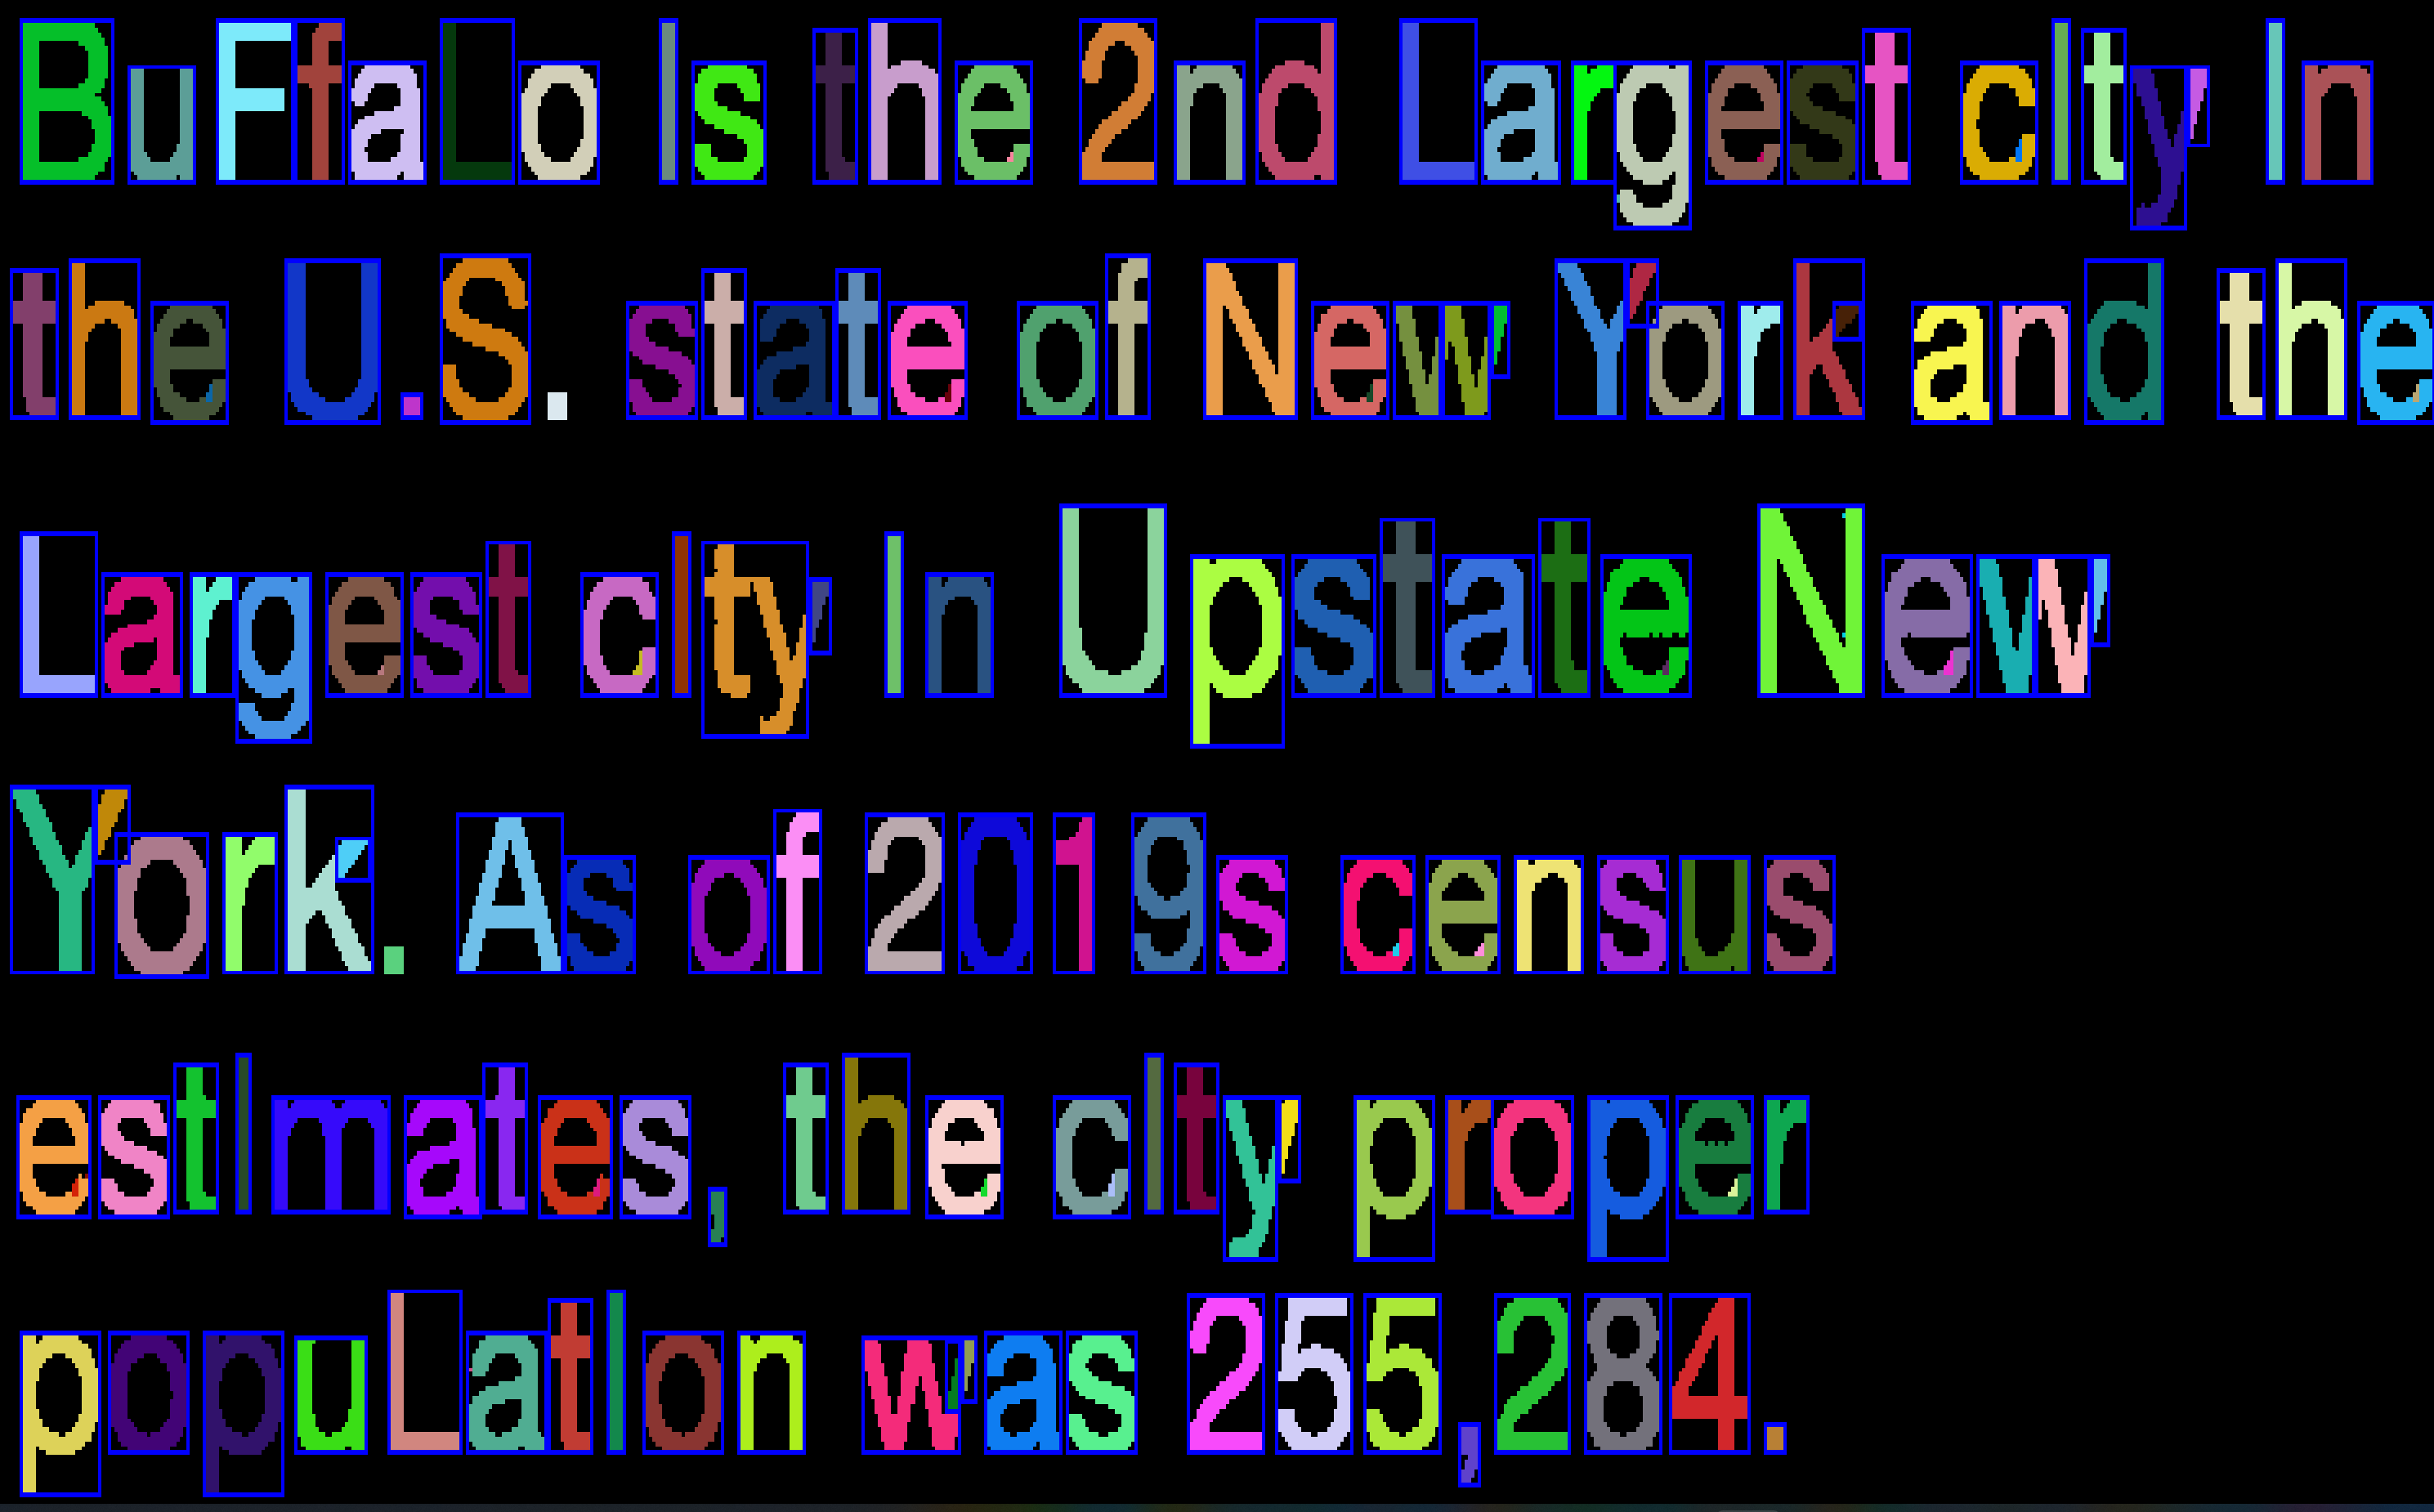 BuFfaLo Is the 2nd Largest cIty In
the U.S. state of New York and the
Largest cIty In Upstate New
York. As of 2019s census
estImates, the cIty proper
popuLatIon was 255,284.